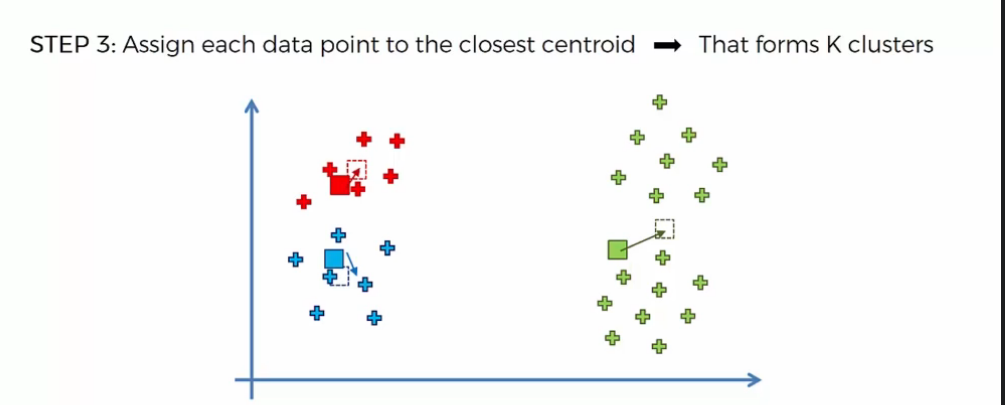 STEP 3: Assign each data point to the closest centroid ➡ That forms K clusters